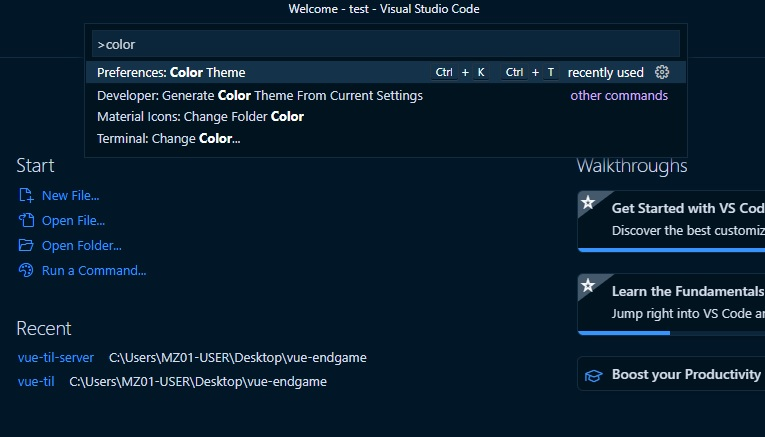 Welcome - test - Visual Studio Code
>color
Preferences: Color Theme Ctrl + K Ctrl + T recently used
Developer: Generate Color Theme From Current Settings other commands
Material Icons: Change Folder Color
Terminal: Change Color...
Start
New File...
Open File...
Open Folder...
Run a Command...
Recent
vue-til-server C:\Users\MZ01-USER\Desktop\vue-endgame
vue-til C:\Users\MZ01-USER\Desktop\vue-endgame
Walkthroughs
Get Started with VS Cod
Discover the best customiz
Learn the Fundamentals
Jump right into VS Code an
Boost your Productivity